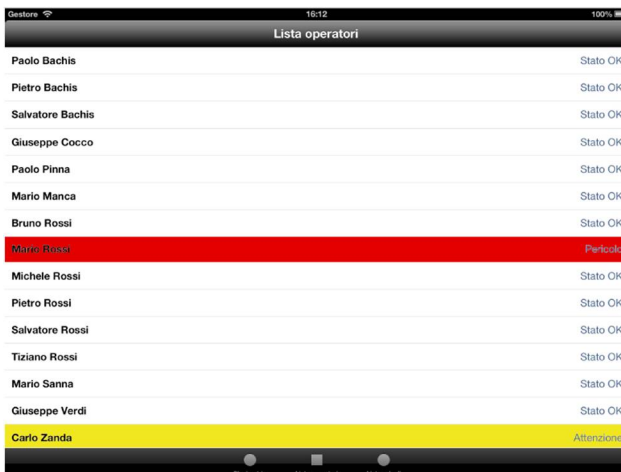 Gestore 16:12 100%
Lista operatori
Paolo Bachis Stato OK
Pietro Bachis Stato OK
Salvatore Bachis Stato OK
Giuseppe Cocco Stato OK
Paolo Pinna Stato OK
Mario Manca Stato OK
Bruno Rossi Stato OK
Mario Rossi Pericolo
Michele Rossi Stato OK
Pietro Rossi Stato OK
Salvatore Rossi Stato OK
Tiziano Rossi Stato OK
Mario Sanna Stato OK
Giuseppe Verdi Stato OK
Carlo Zanda Attenzione